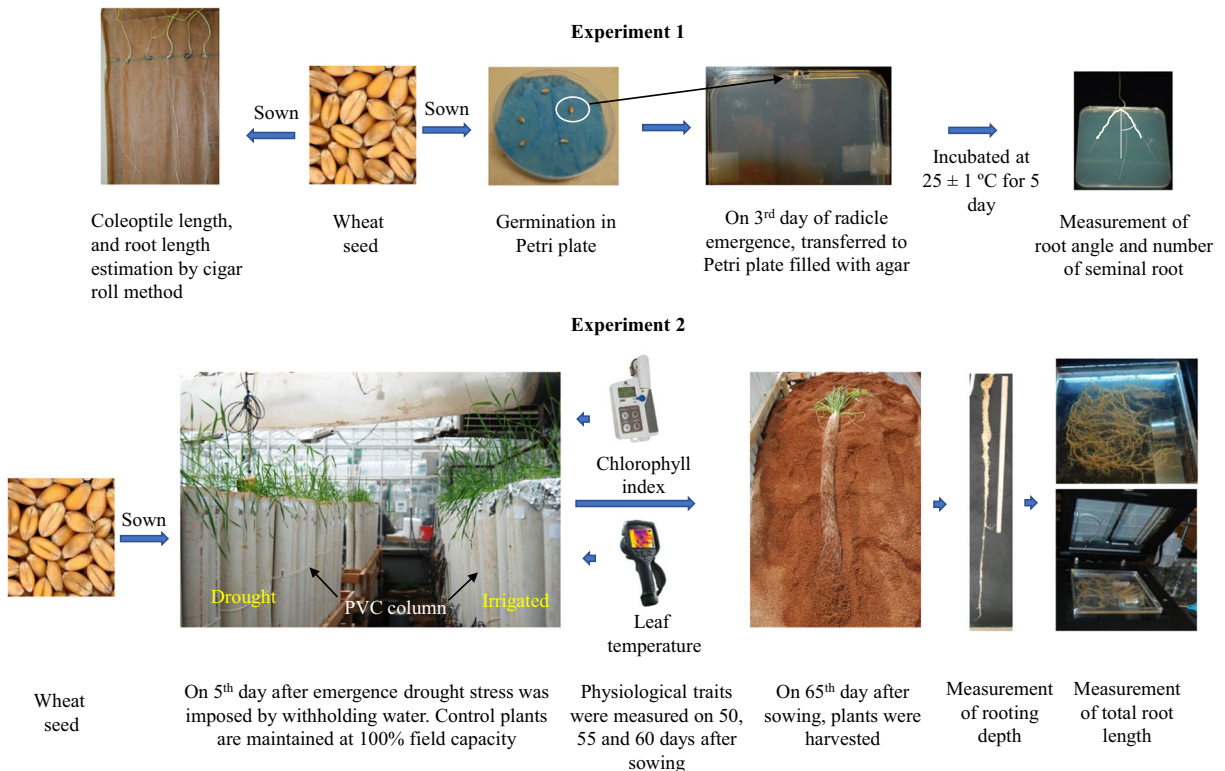 Experiment 1
Sown
Sown
Incubated at
25 ± 1 ºC for 5
day
Coleoptile length,
and root length
estimation by cigar
roll method
Wheat
seed
Germination in
Petri plate
On 3rd day of radicle
emergence, transferred to
Petri plate filled with agar
Measurement of
root angle and number
of seminal root
Experiment 2
Sown
Drought
PVC column
Irrigated
Chlorophyll
index
Leaf
temperature
Wheat
seed
On 5th day after emergence drought stress was
imposed by withholding water. Control plants
are maintained at 100% field capacity
Physiological traits
were measured on 50,
55 and 60 days after
sowing
On 65th day after
sowing, plants were
harvested
Measurement
of rooting
depth
Measurement
of total root
length